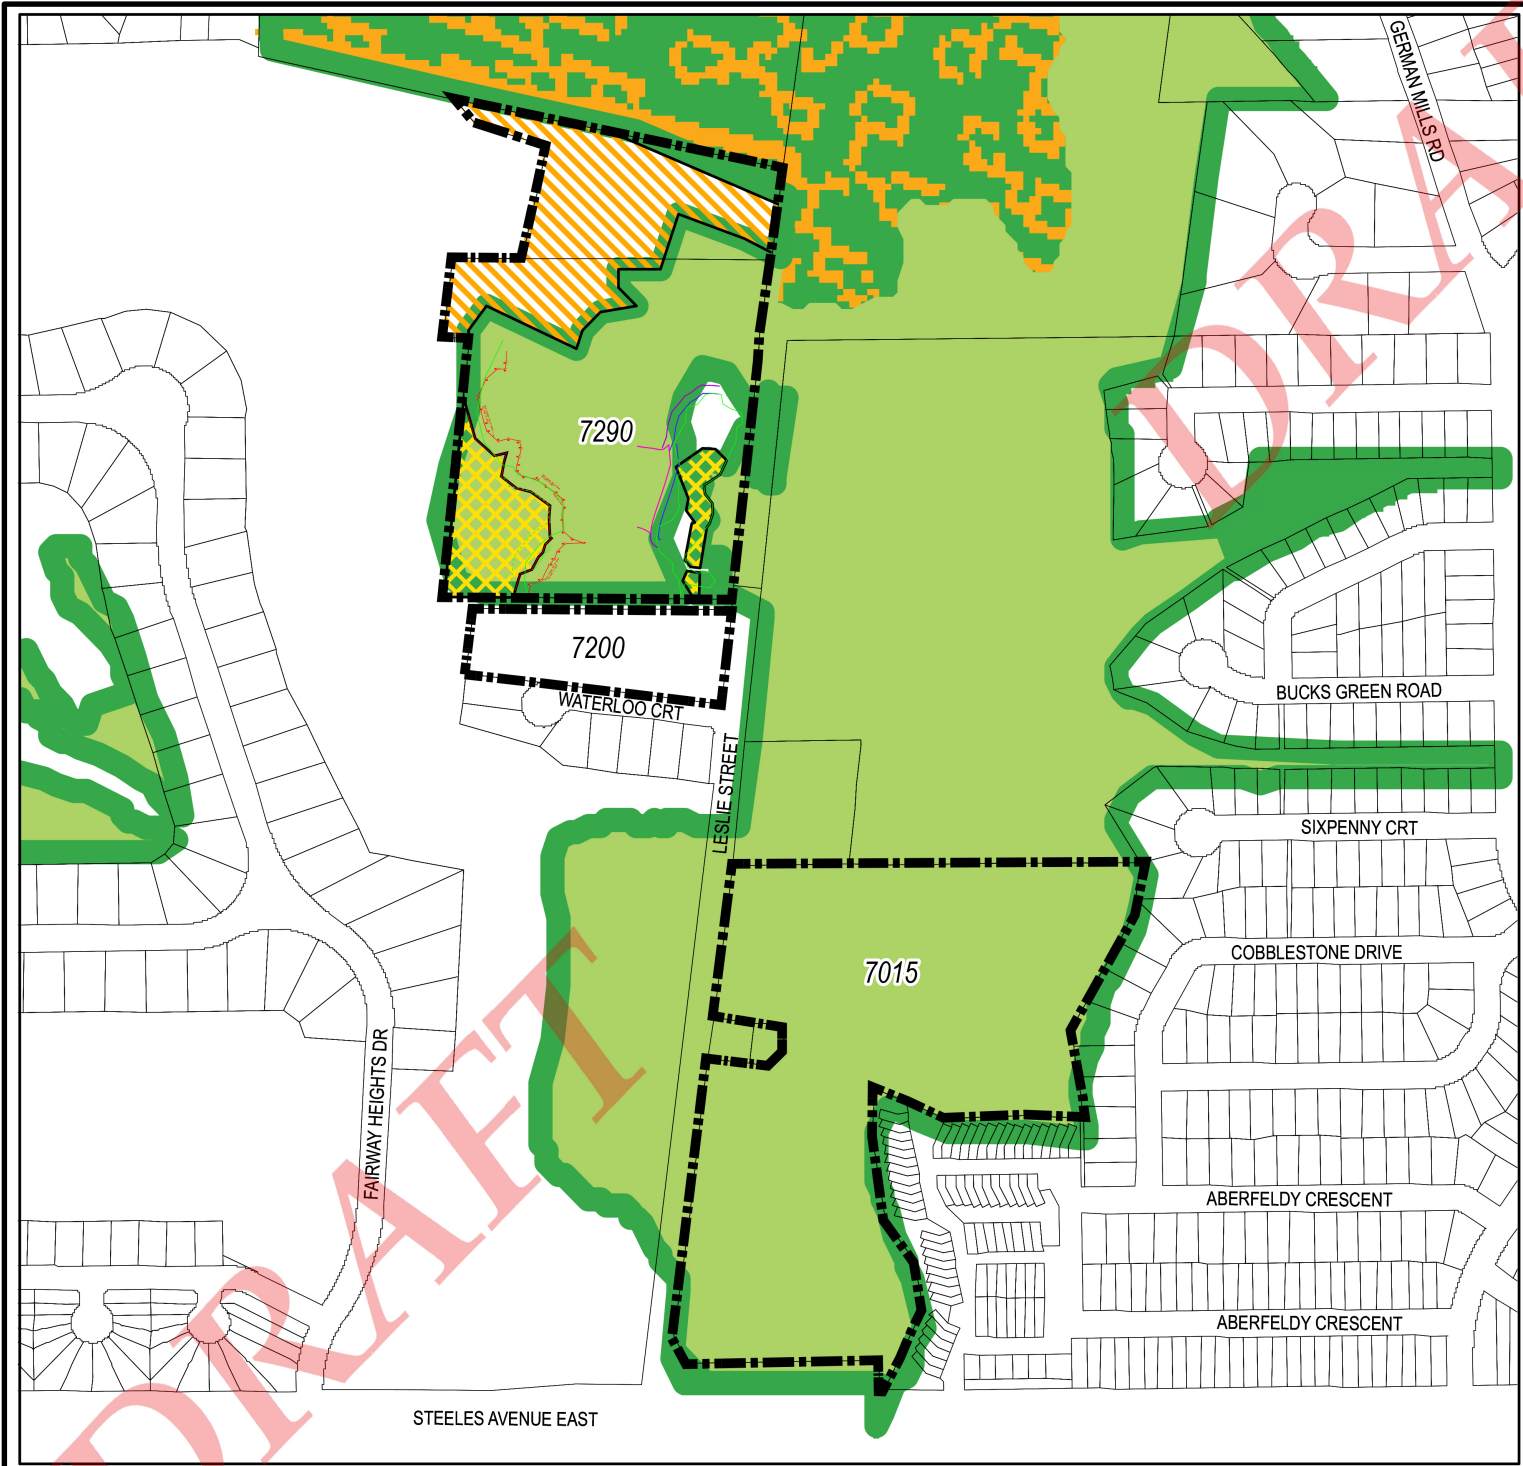 GERMAN MILLS RD
DRAF
7290
7200
WATERLOO CRT
BUCKS GREEN ROAD
LESLIE STREET
SIXPENNY CRT
COBBLESTONE DRIVE
7015
FAIRWAY HEIGHTS DR
DRAFT
ABERFELDY CRESCENT
ABERFELDY CRESCENT
STEELES AVENUE EAST